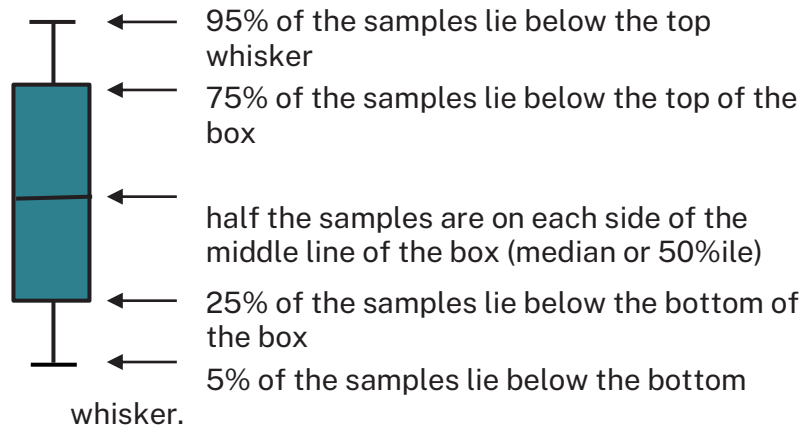 95% of the samples lie below the top
whisker
75% of the samples lie below the top of the
box
half the samples are on each side of the
middle line of the box (median or 50%ile)
25% of the samples lie below the bottom of
the box
5% of the samples lie below the bottom
whisker.